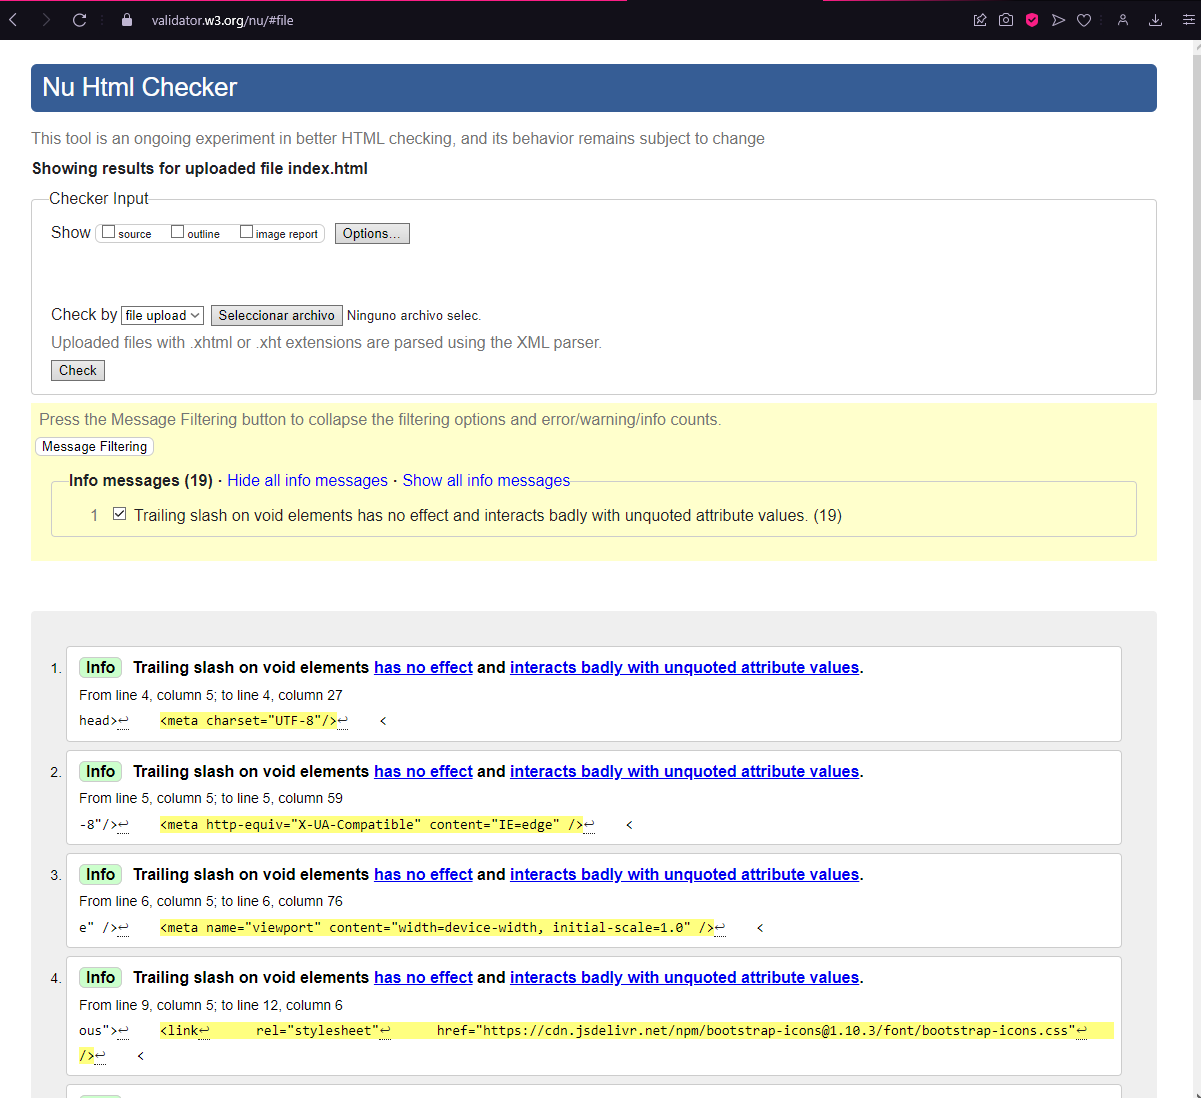 validator.w3.org/nu/#file
Nu Html Checker
This tool is an ongoing experiment in better HTML checking, and its behavior remains subject to change
Showing results for uploaded file index.html
Checker Input
Show source outline image report Options...
Check by file upload Seleccionar archivo Ninguno archivo selec.
Uploaded files with .xhtml or .xht extensions are parsed using the XML parser.
Check
Press the Message Filtering button to collapse the filtering options and error/warning/info counts.
Message Filtering
Info messages (19) · Hide all info messages · Show all info messages
1 Trailing slash on void elements has no effect and interacts badly with unquoted attribute values. (19)
1. Info Trailing slash on void elements has no effect and interacts badly with unquoted attribute values.
From line 4, column 5; to line 4, column 27
head>↩ <meta charset="UTF-8"/>↩ <
2. Info Trailing slash on void elements has no effect and interacts badly with unquoted attribute values.
From line 5, column 5; to line 5, column 59
-8"/>↩ <meta http-equiv="X-UA-Compatible" content="IE=edge" />↩ <
3. Info Trailing slash on void elements has no effect and interacts badly with unquoted attribute values.
From line 6, column 5; to line 6, column 76
e" />↩ <meta name="viewport" content="width=device-width, initial-scale=1.0" />↩ <
4. Info Trailing slash on void elements has no effect and interacts badly with unquoted attribute values.
From line 9, column 5; to line 12, column 6
ous">↩ <link↩ rel="stylesheet"↩ href="https://cdn.jsdelivr.net/npm/bootstrap-icons@1.10.3/font/bootstrap-icons.css"↩
/>↩ <